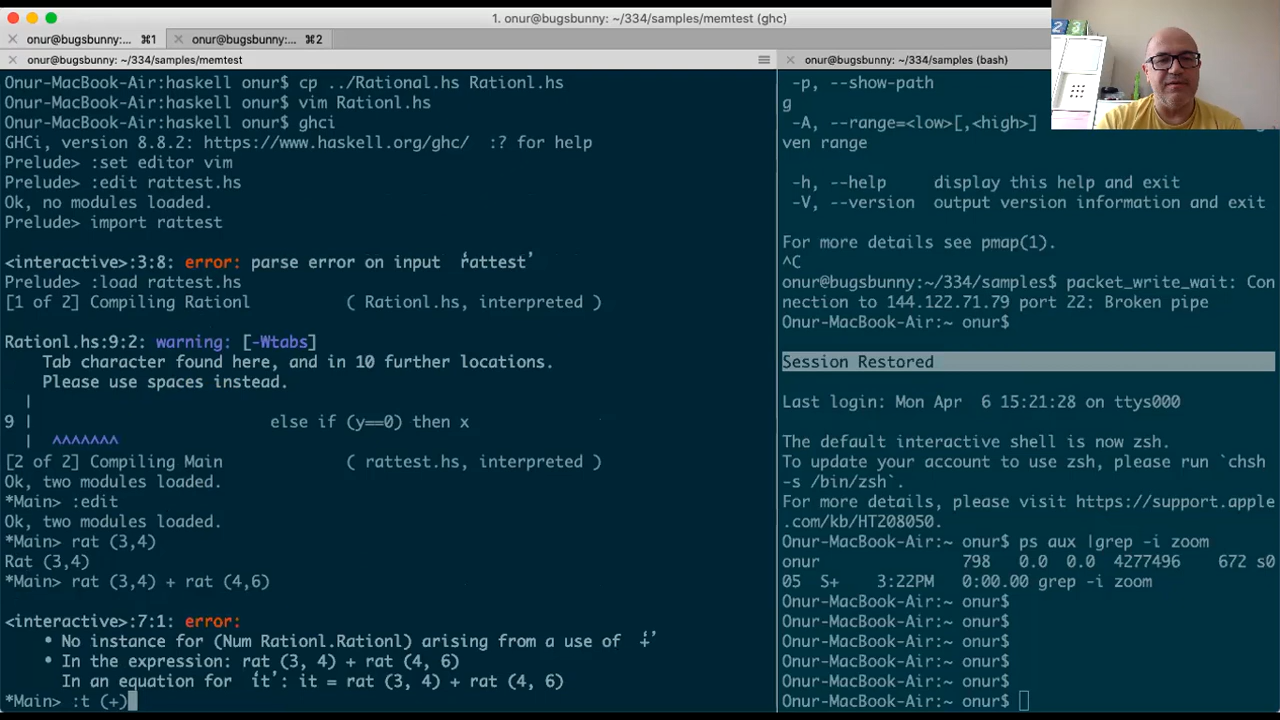 1. onur@bugsbunny: ~/334/samples/memtest (ghc)
onur@bugsbunny: ~/... ⌘1
onur@bugsbunny: ~/... ⌘2
onur@bugsbunny: ~/334/samples/memtest
Onur-MacBook-Air:haskell onur$ cp ../Rational.hs Rationl.hs
Onur-MacBook-Air:haskell onur$ vim Rationl.hs
Onur-MacBook-Air:haskell onur$ ghci
GHCi, version 8.8.2: https://www.haskell.org/ghc/  :? for help
Prelude> :set editor vim
Prelude> :edit rattest.hs
Ok, no modules loaded.
Prelude> import rattest
<interactive>:3:8: error: parse error on input ‘rattest’
Prelude> :load rattest.hs
[1 of 2] Compiling Rationl          ( Rationl.hs, interpreted )
Rationl.hs:9:2: warning: [-Wtabs]
    Tab character found here, and in 10 further locations.
    Please use spaces instead.
  |
9 |                         else if (y==0) then x
  |  ^^^^^^^
[2 of 2] Compiling Main             ( rattest.hs, interpreted )
Ok, two modules loaded.
*Main> :edit
Ok, two modules loaded.
*Main> rat (3,4)
Rat (3,4)
*Main> rat (3,4) + rat (4,6)
<interactive>:7:1: error:
    • No instance for (Num Rationl.Rationl) arising from a use of ‘+’
    • In the expression: rat (3, 4) + rat (4, 6)
      In an equation for ‘it’: it = rat (3, 4) + rat (4, 6)
*Main> :t (+)
onur@bugsbunny: ~/334/samples (bash)
-p, --show-path
g
-A, --range=<low>[,<high>]
ven range
-h, --help     display this help and exit
-V, --version  output version information and exit
For more details see pmap(1).
^C
onur@bugsbunny:~/334/samples$ packet_write_wait: Con
nection to 144.122.71.79 port 22: Broken pipe
Onur-MacBook-Air:~ onur$
Session Restored
Last login: Mon Apr  6 15:21:28 on ttys000
The default interactive shell is now zsh.
To update your account to use zsh, please run `chsh
-s /bin/zsh`.
For more details, please visit https://support.apple
.com/kb/HT208050.
Onur-MacBook-Air:~ onur$ ps aux |grep -i zoom
onur               798   0.0  0.0  4277496    672 s0
05  S+    3:22PM   0:00.00 grep -i zoom
Onur-MacBook-Air:~ onur$
Onur-MacBook-Air:~ onur$
Onur-MacBook-Air:~ onur$
Onur-MacBook-Air:~ onur$
Onur-MacBook-Air:~ onur$
Onur-MacBook-Air:~ onur$